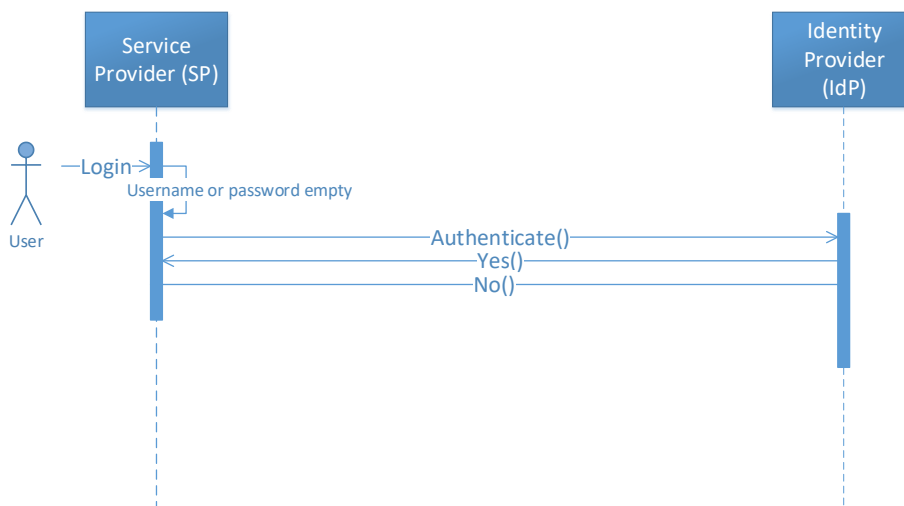 Service
Provider (SP)
Identity
Provider
(IdP)
Login
Username or password empty
User
Authenticate()
Yes()
No()